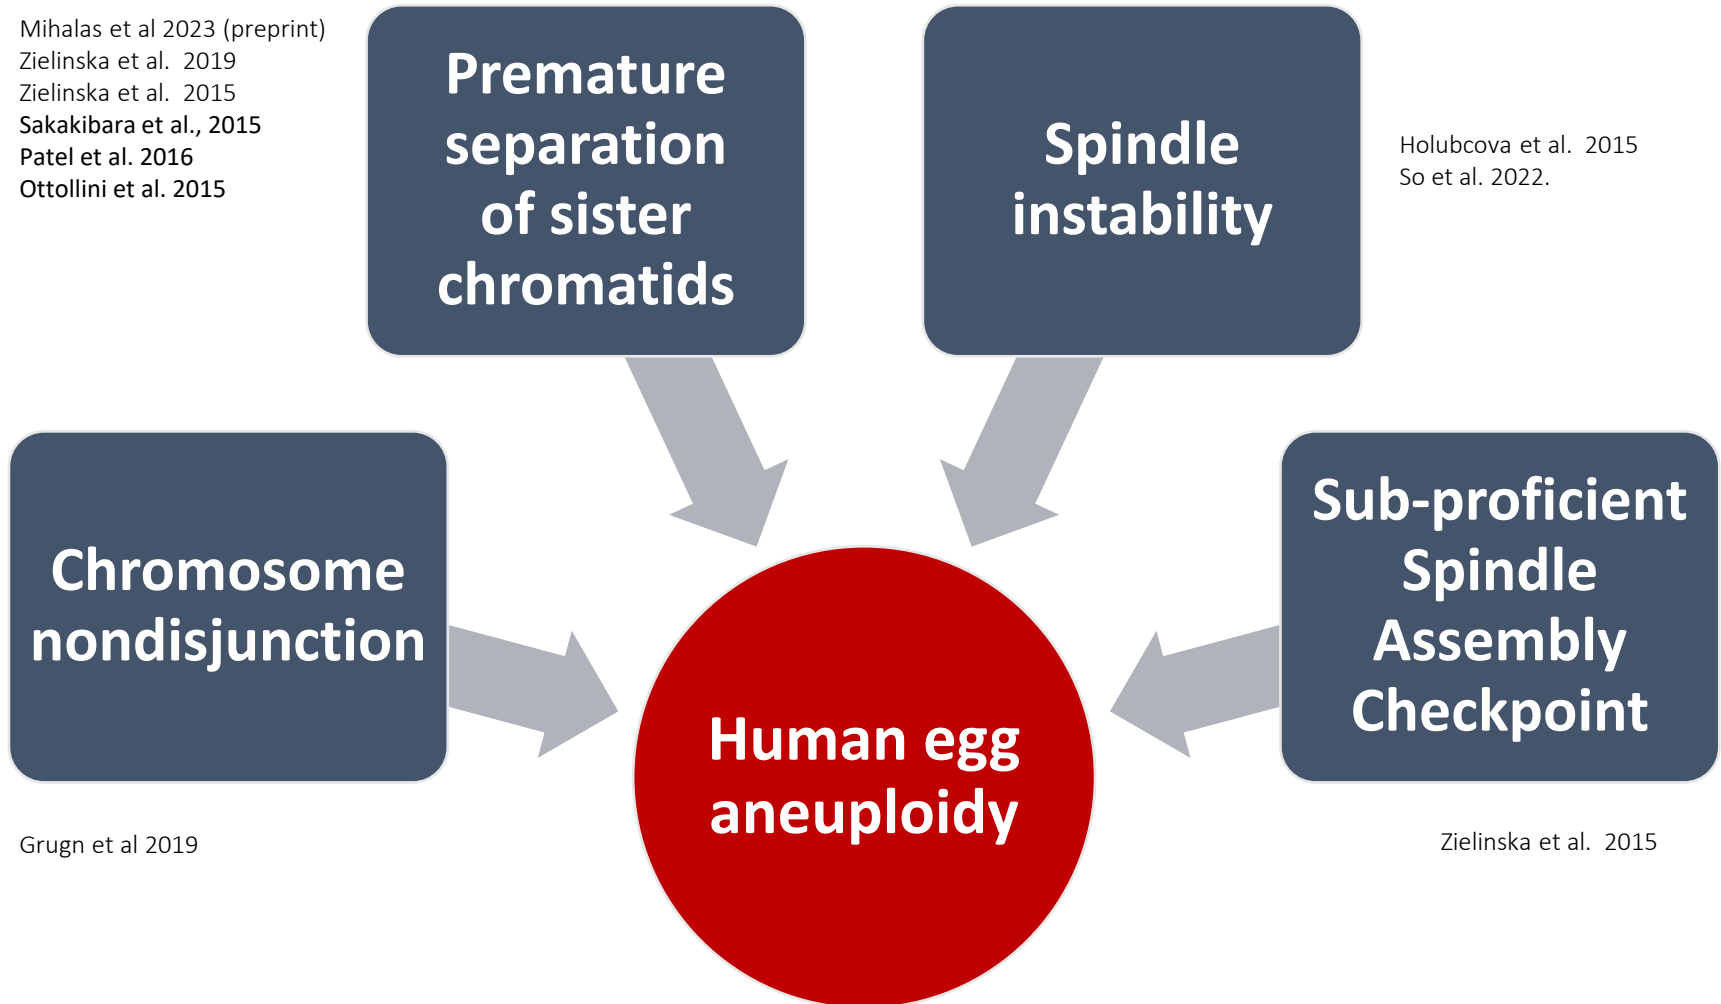 Mihalas et al 2023 (preprint)
Zielinska et al.  2019
Zielinska et al.  2015
Sakakibara et al., 2015
Patel et al. 2016
Ottollini et al. 2015
Premature
separation
of sister
chromatids
Spindle
instability
Holubcova et al.  2015
So et al. 2022.
Chromosome
nondisjunction
Grugn et al 2019
Sub-proficient
Spindle
Assembly
Checkpoint
Zielinska et al.  2015
Human egg
aneuploidy